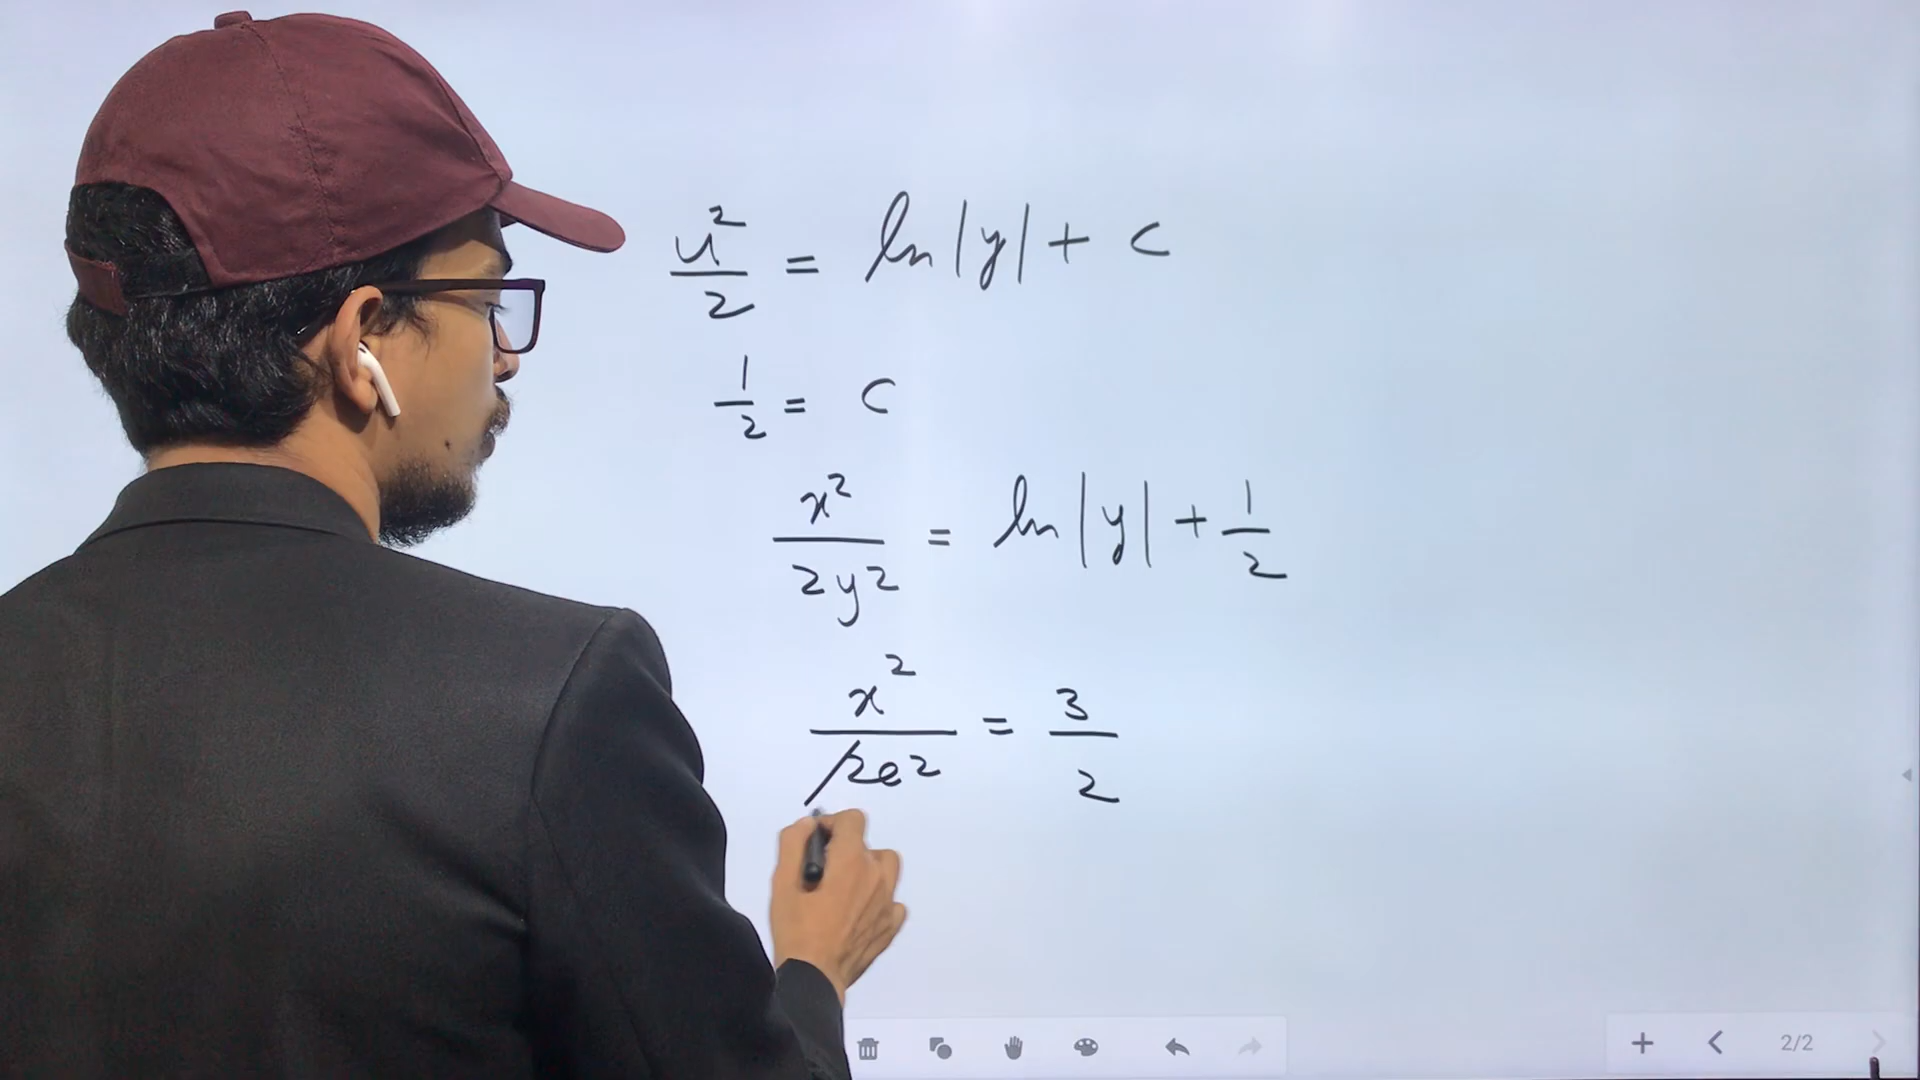 u²/2 = ln|y| + c
1/2 = c
x²/2y² = ln|y| + 1/2
x²/2e² = 3/2
2/2